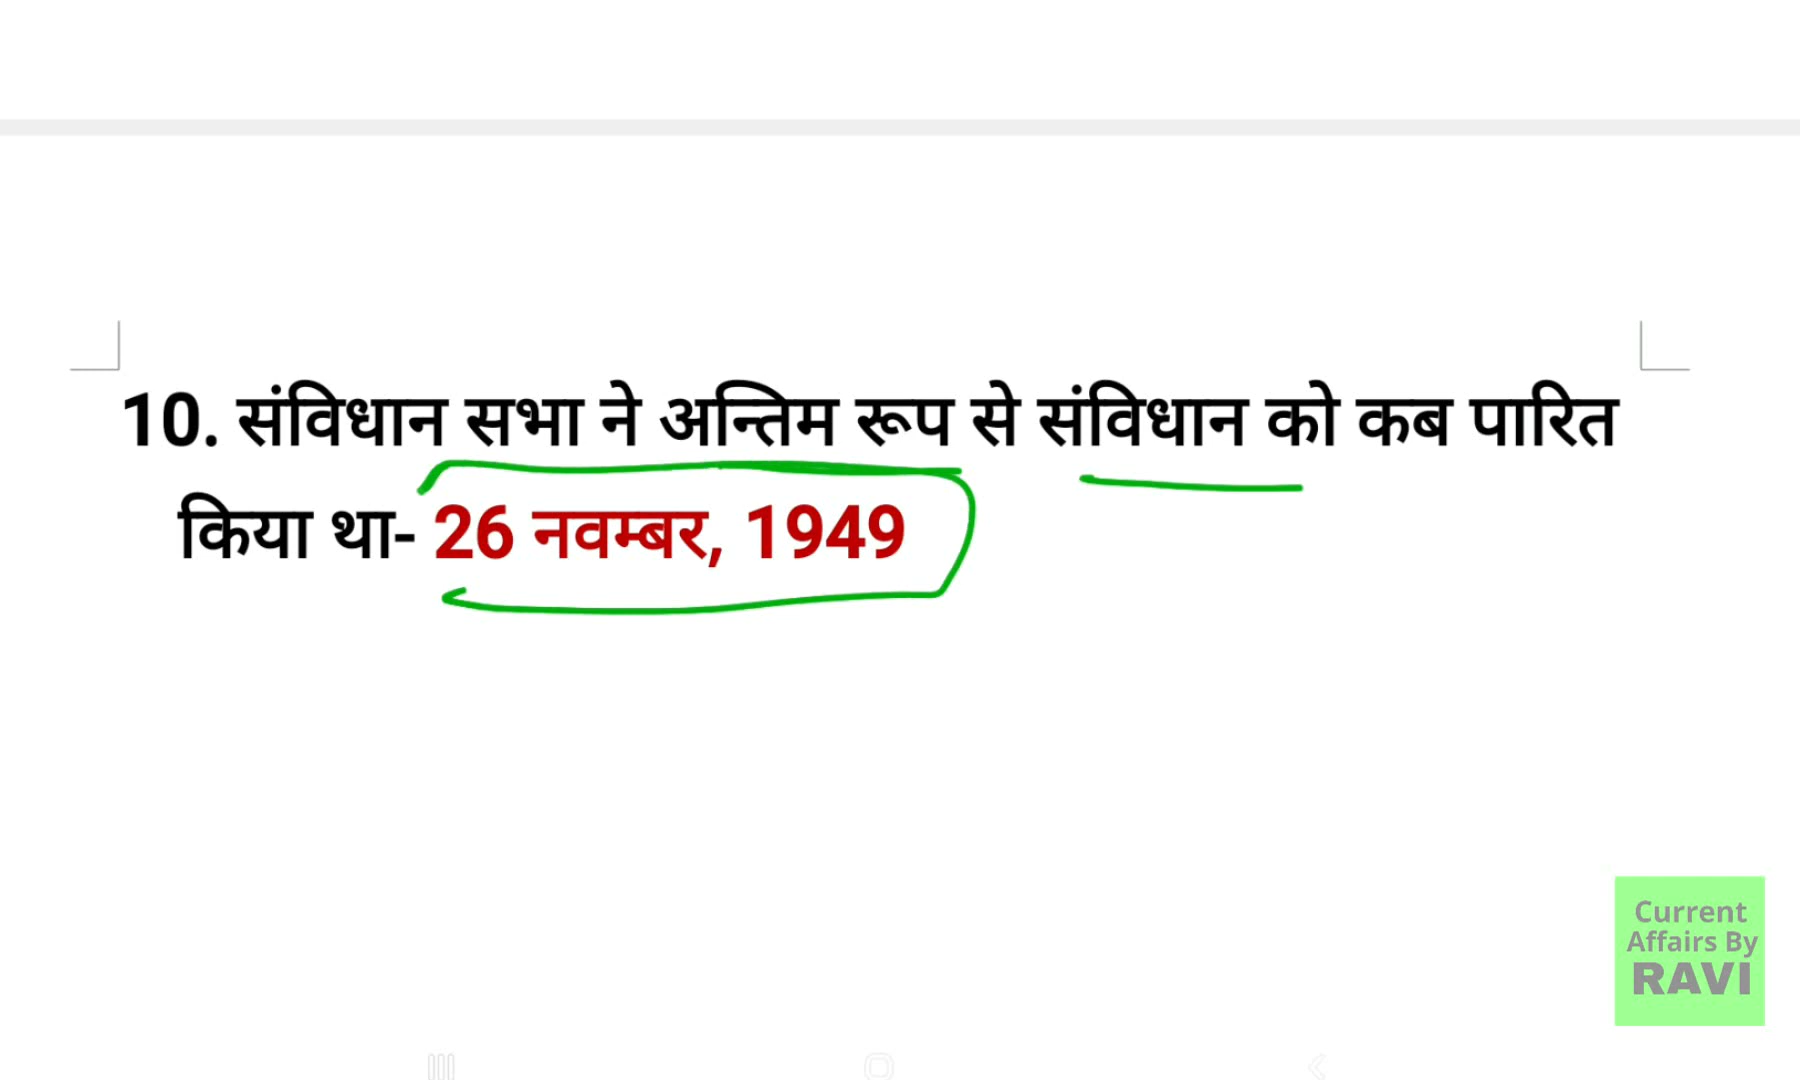 10. संविधान सभा ने अन्तिम रूप से संविधान को कब पारित
किया था- 26 नवम्बर, 1949
Current
Affairs By
RAVI